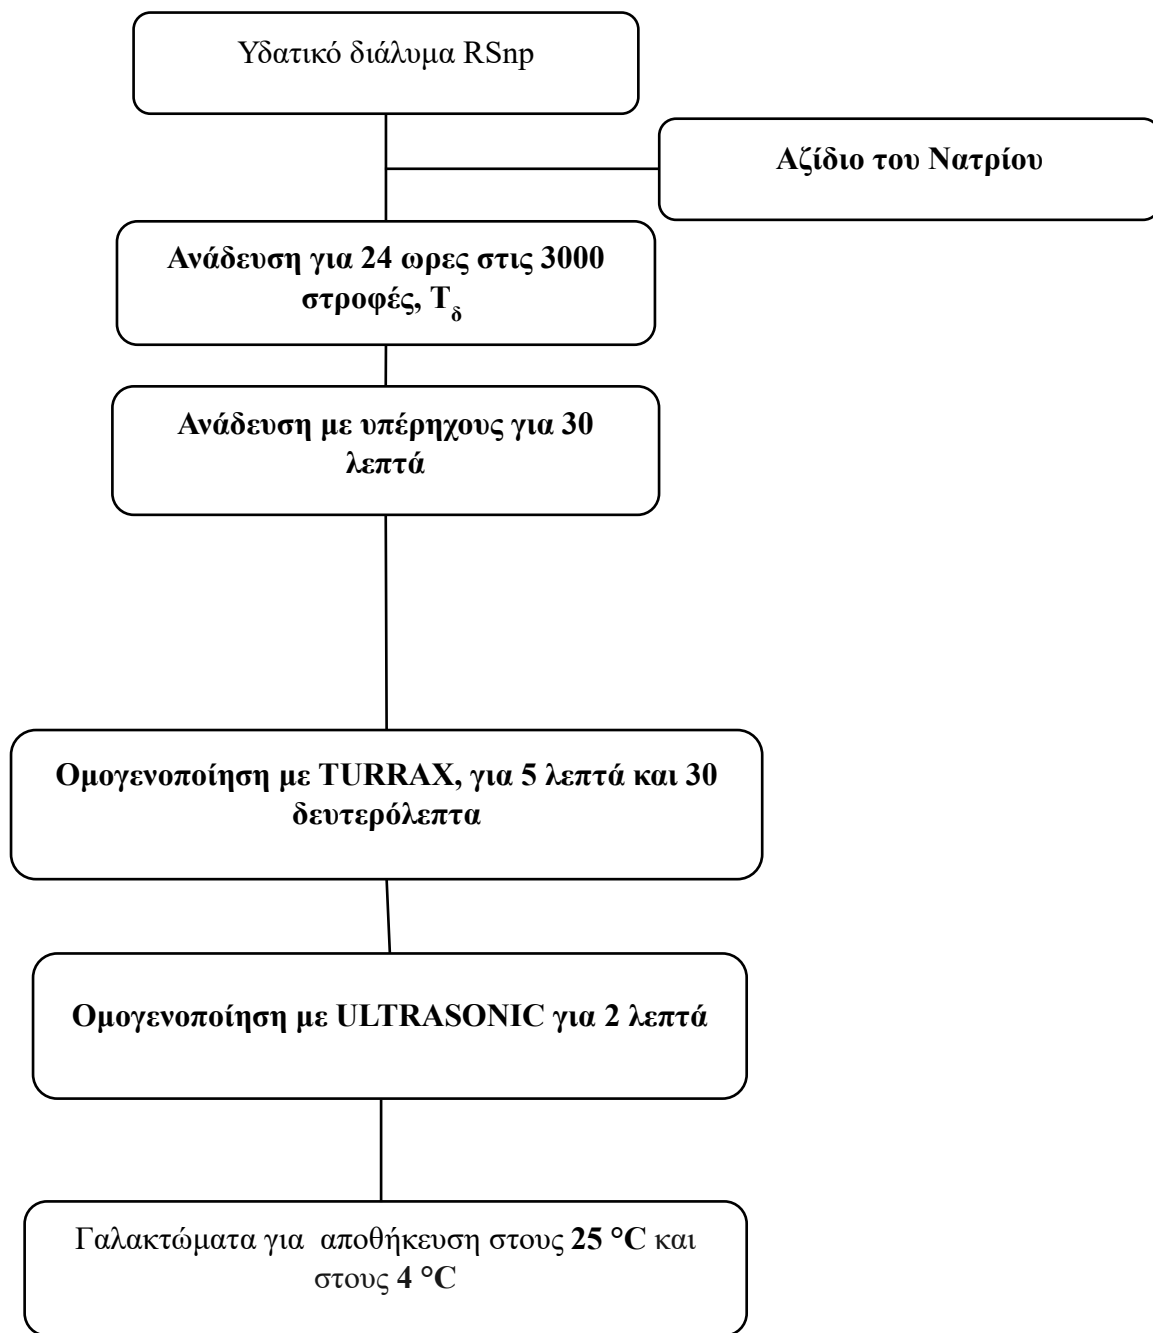 Υδατικό διάλυμα RSnp
Αζίδιο του Νατρίου
Ανάδευση για 24 ωρες στις 3000
στροφές, Τδ
Ανάδευση με υπέρηχους για 30
λεπτά
Ομογενοποίηση με TURRAX, για 5 λεπτά και 30
δευτερόλεπτα
Ομογενοποίηση με ULTRASONIC για 2 λεπτά
Γαλακτώματα για αποθήκευση στους 25 °C και
στους 4 °C